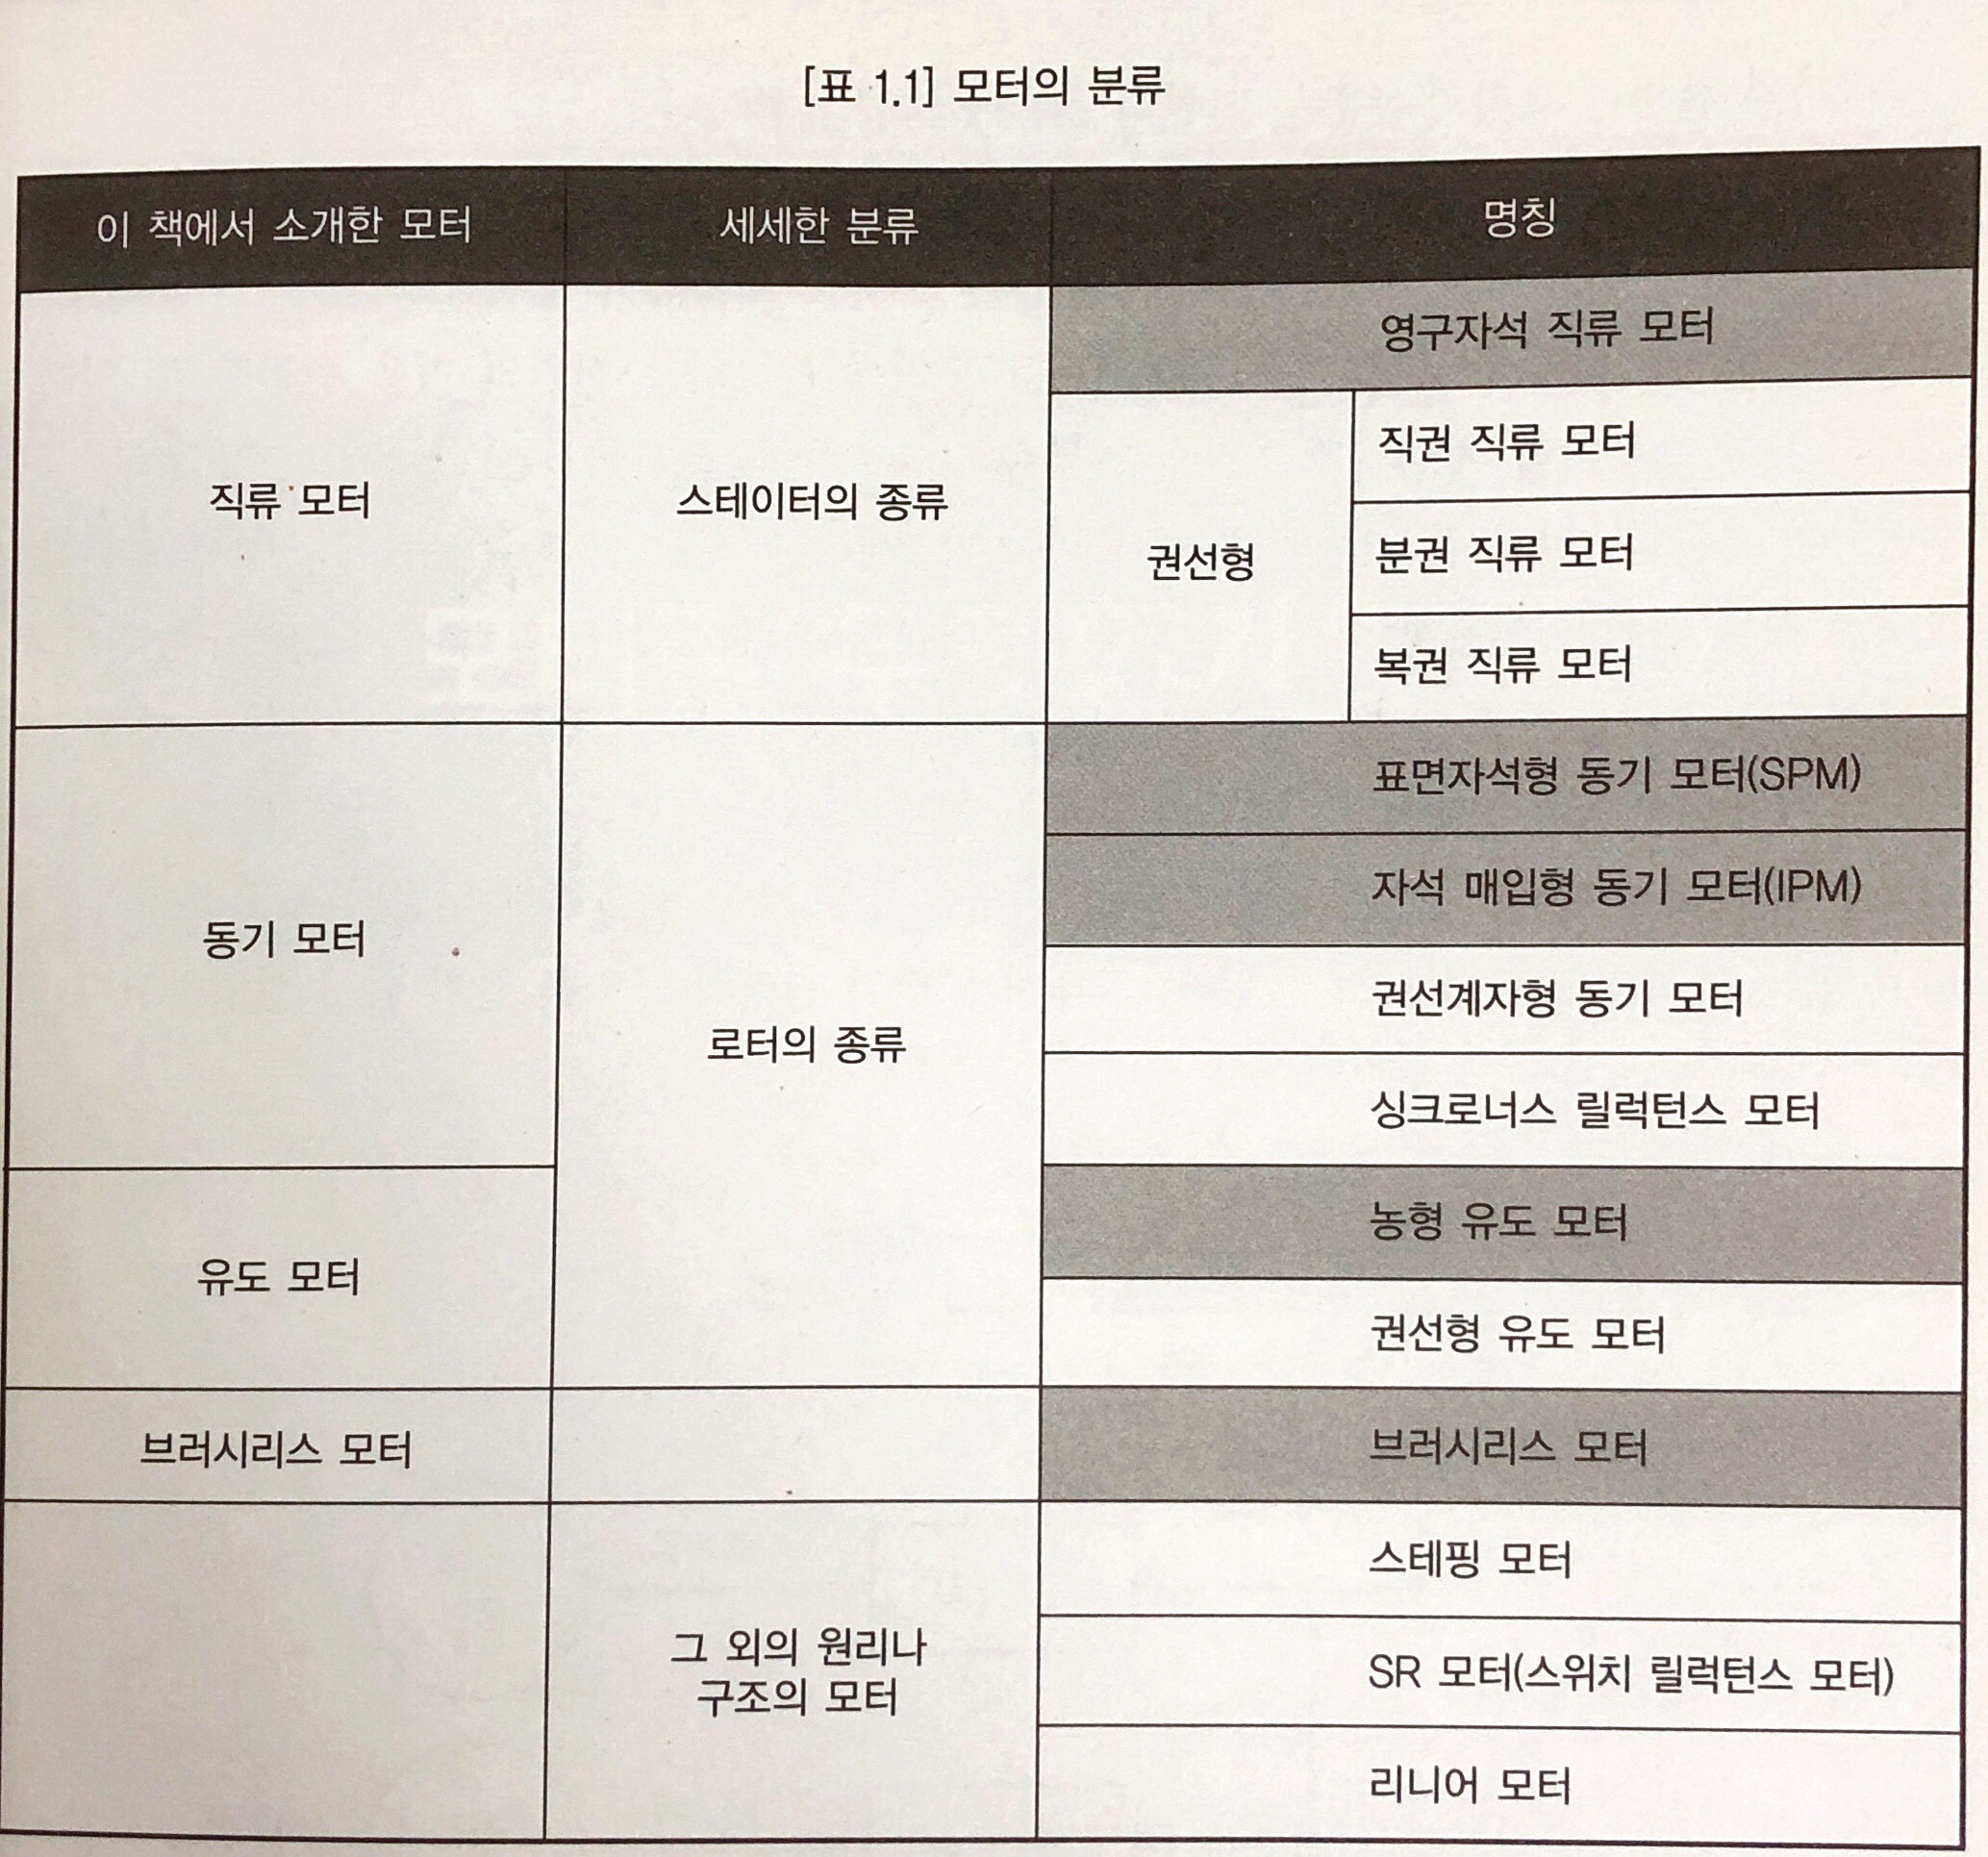 [표 1.1] 모터의 분류
이 책에서 소개한 모터 세세한 분류 명칭
영구자석 직류 모터
직권 직류 모터
직류 모터 스테이터의 종류
권선형 분권 직류 모터
복권 직류 모터
표면자석형 동기 모터(SPM)
자석 매입형 동기 모터(IPM)
동기 모터
권선계자형 동기 모터
로터의 종류
싱크로너스 릴럭턴스 모터
농형 유도 모터
유도 모터
권선형 유도 모터
브러시리스 모터 브러시리스 모터
스테핑 모터
그 외의 원리나
구조의 모터
SR 모터(스위치 릴럭턴스 모터)
리니어 모터